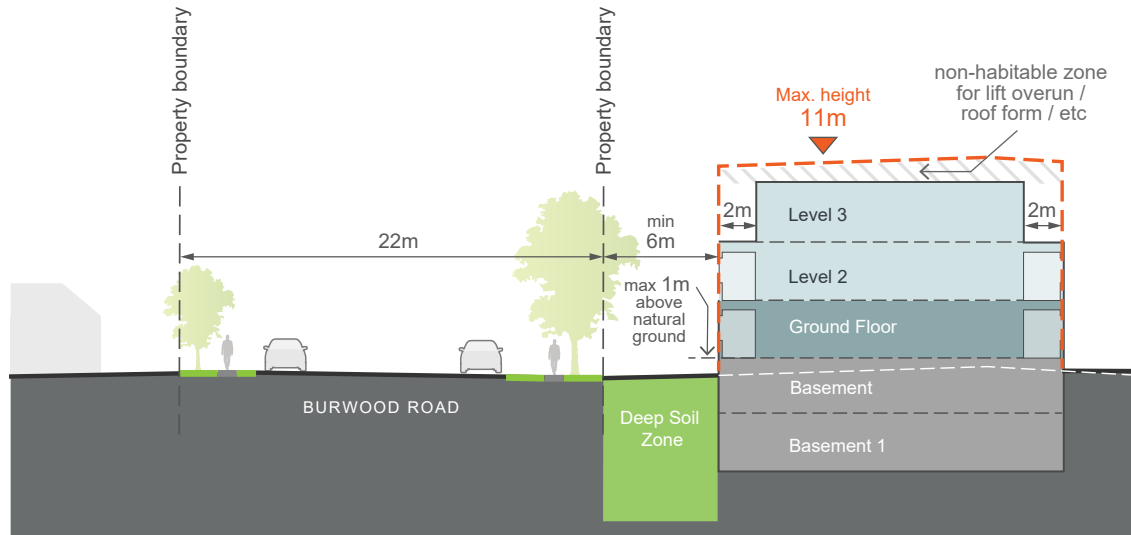 Property boundary
Property boundary
Max. height
11m
non-habitable zone
for lift overun /
roof form / etc
22m
min
6m
2m
2m
Level 3
Level 2
max 1m
above
natural
ground
Ground Floor
BURWOOD ROAD
Deep Soil
Zone
Basement
Basement 1